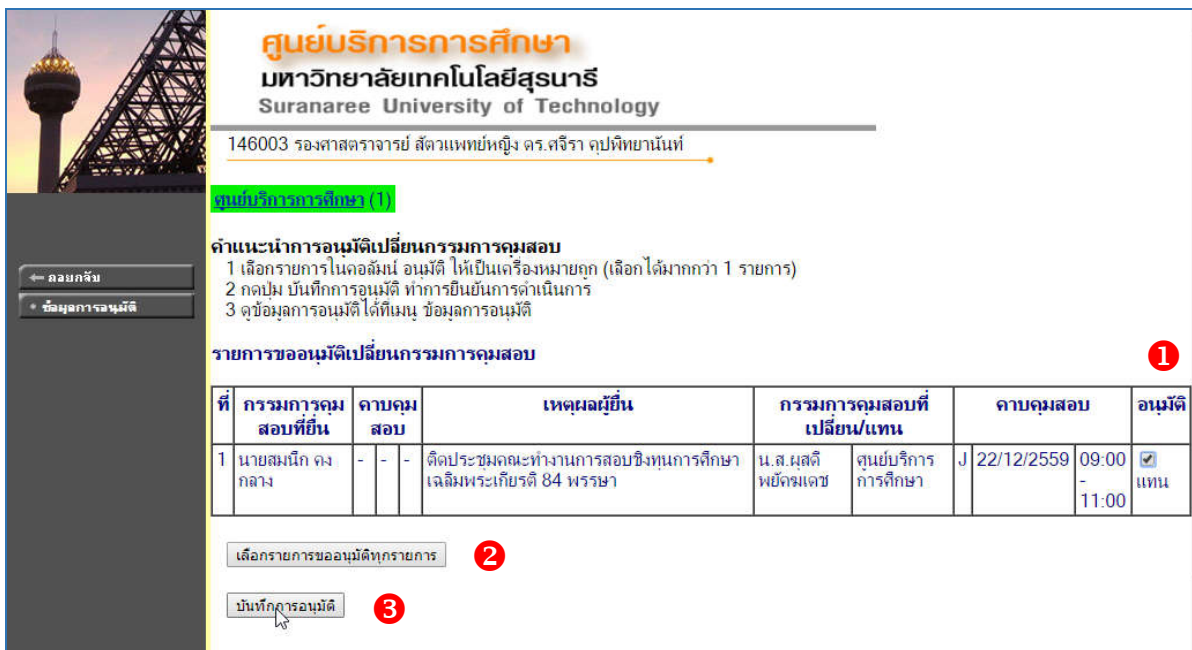 ศูนย์บริการการศึกษา
มหาวิทยาลัยเทคโนโลยีสุรนารี
Suranaree University of Technology
146003 รองศาสตราจารย์ สัตวแพทย์หญิง ดร.ศจีรา คุปพิทยานันท์
ศูนย์บริการการศึกษา (1)
คำแนะนำการอนุมัติเปลี่ยนกรรมการคุมสอบ
← ถอยกลับ
1 เลือกรายการในคอลัมน์ อนุมัติ ให้เป็นเครื่องหมายถูก (เลือกได้มากกว่า 1 รายการ)
2 กดปุ่ม บันทึกการอนุมัติ ทำการยืนยันการดำเนินการ
• ข้อมูลการอนุมัติ
3 ดูข้อมูลการอนุมัติได้ที่เมนู ข้อมูลการอนุมัติ
รายการขออนุมัติเปลี่ยนกรรมการคุมสอบ
1
ที่ กรรมการคุมสอบที่ยื่น คาบคุมสอบ เหตุผลผู้ยื่น กรรมการคุมสอบที่เปลี่ยน/แทน คาบคุมสอบ อนุมัติ
1 นายสมนึก คง - - - ติดประชุมคณะทำงานการสอบชิงทุนการศึกษา น.ส.ผุสดี ศูนย์บริการ J 22/12/2559 09:00
กลาง เฉลิมพระเกียรติ 84 พรรษา พยัคฆเดช การศึกษา - แทน
11:00
เลือกรายการขออนุมัติทุกรายการ 2
บันทึกการอนุมัติ 3